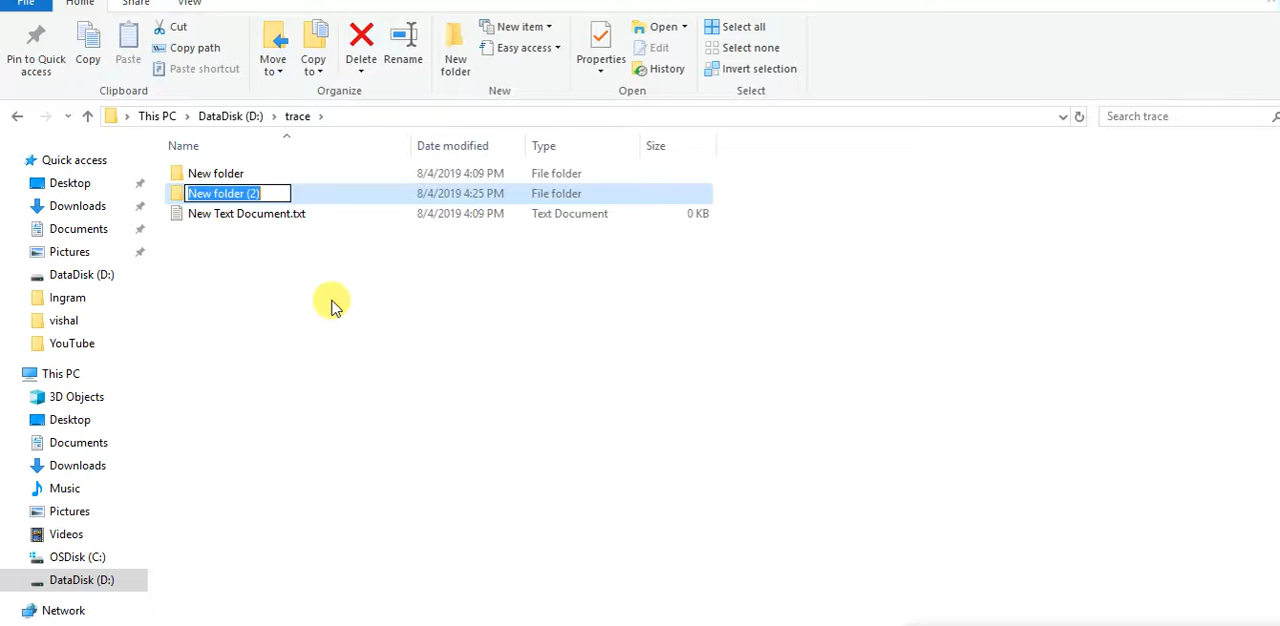 File Home Share View
Cut
Copy path
Paste shortcut
Pin to Quick access
Copy
Paste
Clipboard
Move to
Copy to
Delete
Rename
Organize
New folder
New item
Easy access
New
Properties
Open
Edit
History
Open
Select all
Select none
Invert selection
Select
This PC > DataDisk (D:) > trace >
Search trace
Name Date modified Type Size
New folder 8/4/2019 4:09 PM File folder
New folder (2) 8/4/2019 4:25 PM File folder
New Text Document.txt 8/4/2019 4:09 PM Text Document 0 KB
Quick access
Desktop
Downloads
Documents
Pictures
DataDisk (D:)
Ingram
vishal
YouTube
This PC
3D Objects
Desktop
Documents
Downloads
Music
Pictures
Videos
OSDisk (C:)
DataDisk (D:)
Network